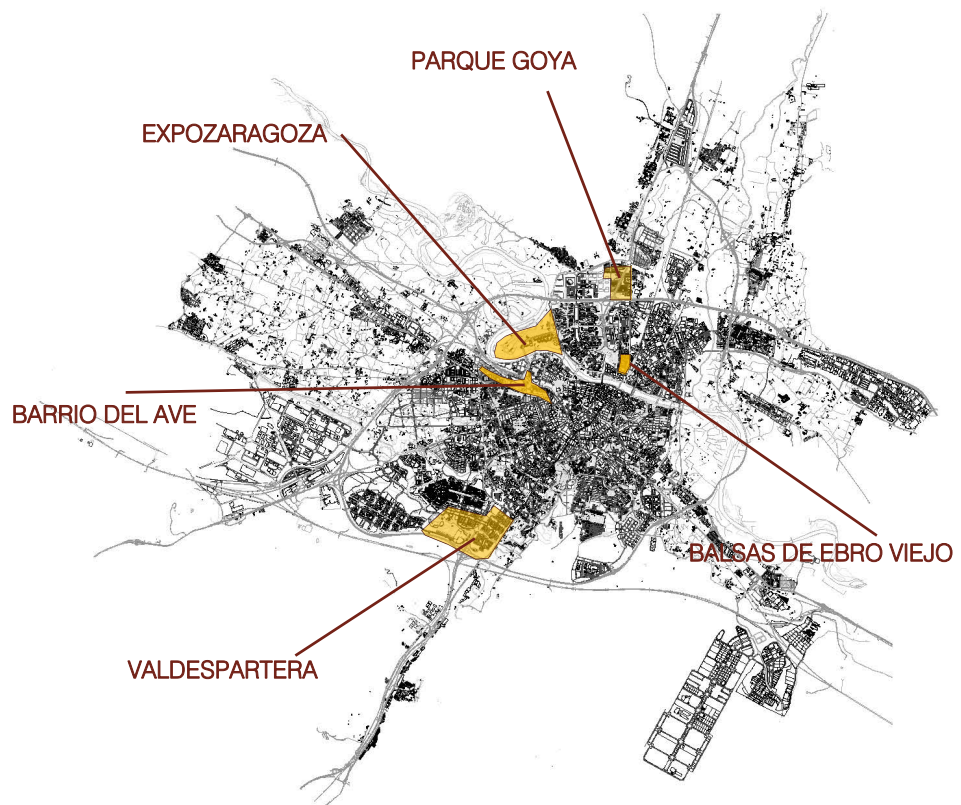 PARQUE GOYA
EXPOZARAGOZA
BARRIO DEL AVE
BALSAS DE EBRO VIEJO
VALDESPARTERA